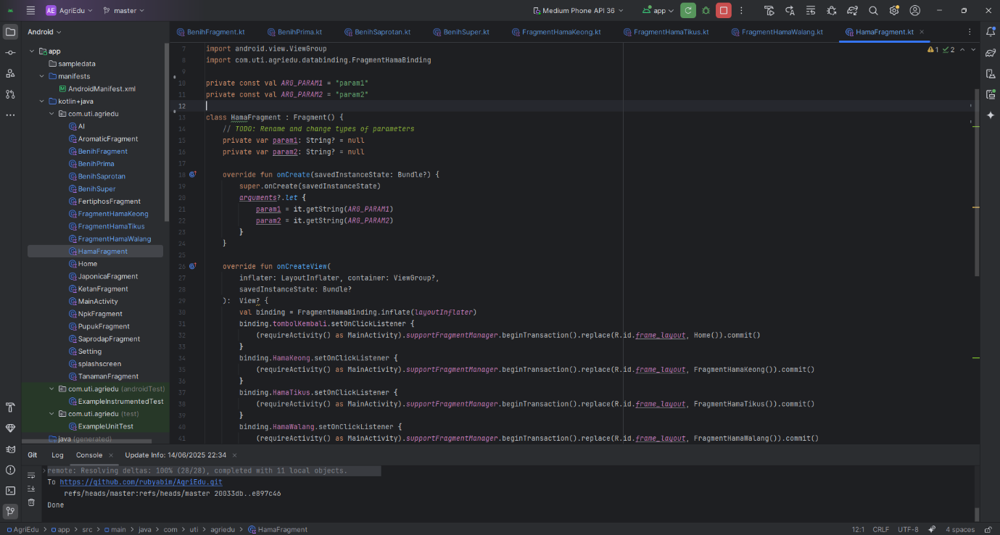 AE AgriEdu master Medium Phone API 36 app
Android
BenihFragment.kt BenihPrima.kt BenihSaprotan.kt BenihSuper.kt FragmentHamaKeong.kt FragmentHamaTikus.kt FragmentHamaWalang.kt HamaFragment.kt
app
sampledata
manifests
AndroidManifest.xml
kotlin+java
com.uti.agriedu
AI
AromaticFragment
BenihFragment
BenihPrima
BenihSaprotan
BenihSuper
FertiphosFragment
FragmentHamaKeong
FragmentHamaTikus
FragmentHamaWalang
HamaFragment
Home
JaponicaFragment
KetanFragment
MainActivity
NpkFragment
PupukFragment
SaprodapFragment
Setting
splashscreen
TanamanFragment
com.uti.agriedu (androidTest)
ExampleInstrumentedTest
com.uti.agriedu (test)
ExampleUnitTest
java (generated)
1 2
7 import android.view.ViewGroup
8 import com.uti.agriedu.databinding.FragmentHamaBinding
9
10 private const val ARG_PARAM1 = "param1"
11 private const val ARG_PARAM2 = "param2"
12
13 class HamaFragment : Fragment() {
14 // TODO: Rename and change types of parameters
15 private var param1: String? = null
16 private var param2: String? = null
17
18 override fun onCreate(savedInstanceState: Bundle?) {
19 super.onCreate(savedInstanceState)
20 arguments?.let {
21 param1 = it.getString(ARG_PARAM1)
22 param2 = it.getString(ARG_PARAM2)
23 }
24 }
25
26 override fun onCreateView(
27 inflater: LayoutInflater, container: ViewGroup?,
28 savedInstanceState: Bundle?
29 ): View? {
30 val binding = FragmentHamaBinding.inflate(layoutInflater)
31 binding.tombolKembali.setOnClickListener {
32 (requireActivity() as MainActivity).supportFragmentManager.beginTransaction().replace(R.id.frame_layout, Home()).commit()
33 }
34 binding.HamaKeong.setOnClickListener {
35 (requireActivity() as MainActivity).supportFragmentManager.beginTransaction().replace(R.id.frame_layout, FragmentHamaKeong()).commit()
36 }
37 binding.HamaTikus.setOnClickListener {
38 (requireActivity() as MainActivity).supportFragmentManager.beginTransaction().replace(R.id.frame_layout, FragmentHamaTikus()).commit()
39 }
40 binding.HamaWalang.setOnClickListener {
41 (requireActivity() as MainActivity).supportFragmentManager.beginTransaction().replace(R.id.frame_layout, FragmentHamaWalang()).commit()
Git Log Console Update Info: 14/06/2025 22:34
remote: Resolving deltas: 100% (28/28), completed with 11 local objects.
To https://github.com/rubyabim/AgriEdu.git
refs/heads/master:refs/heads/master 20033db..e897c46
Done
AgriEdu > app > src > main > java > com > uti > agriedu > HamaFragment 12:1 CRLF UTF-8 4 spaces